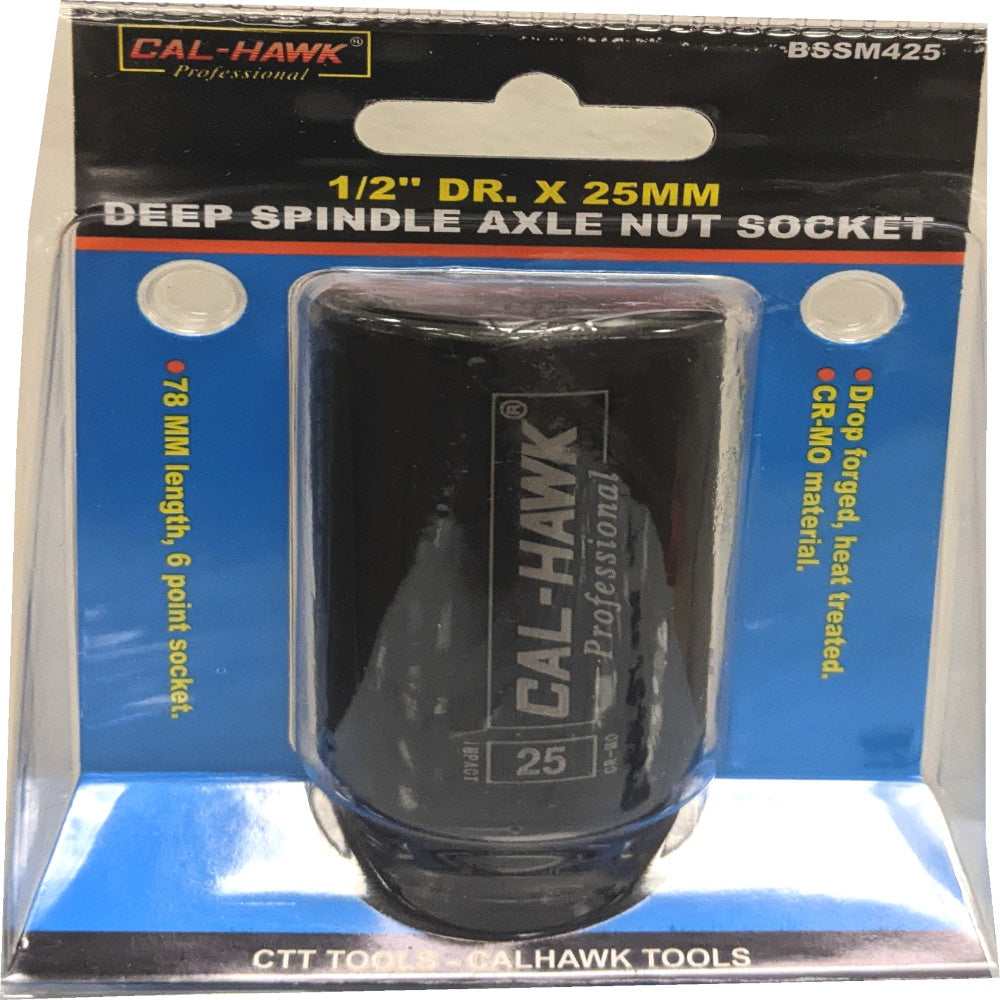 CAL-HAWK®
Professional
BSSM425
1/2" DR. X 25MM
DEEP SPINDLE AXLE NUT SOCKET
•78 MM length, 6 point socket.
•Drop forged, heat treated.
•CR-MO material.
CAL-HAWK®
Professional
IMPACT
25
CR-MO
CTT TOOLS - CALHAWK TOOLS